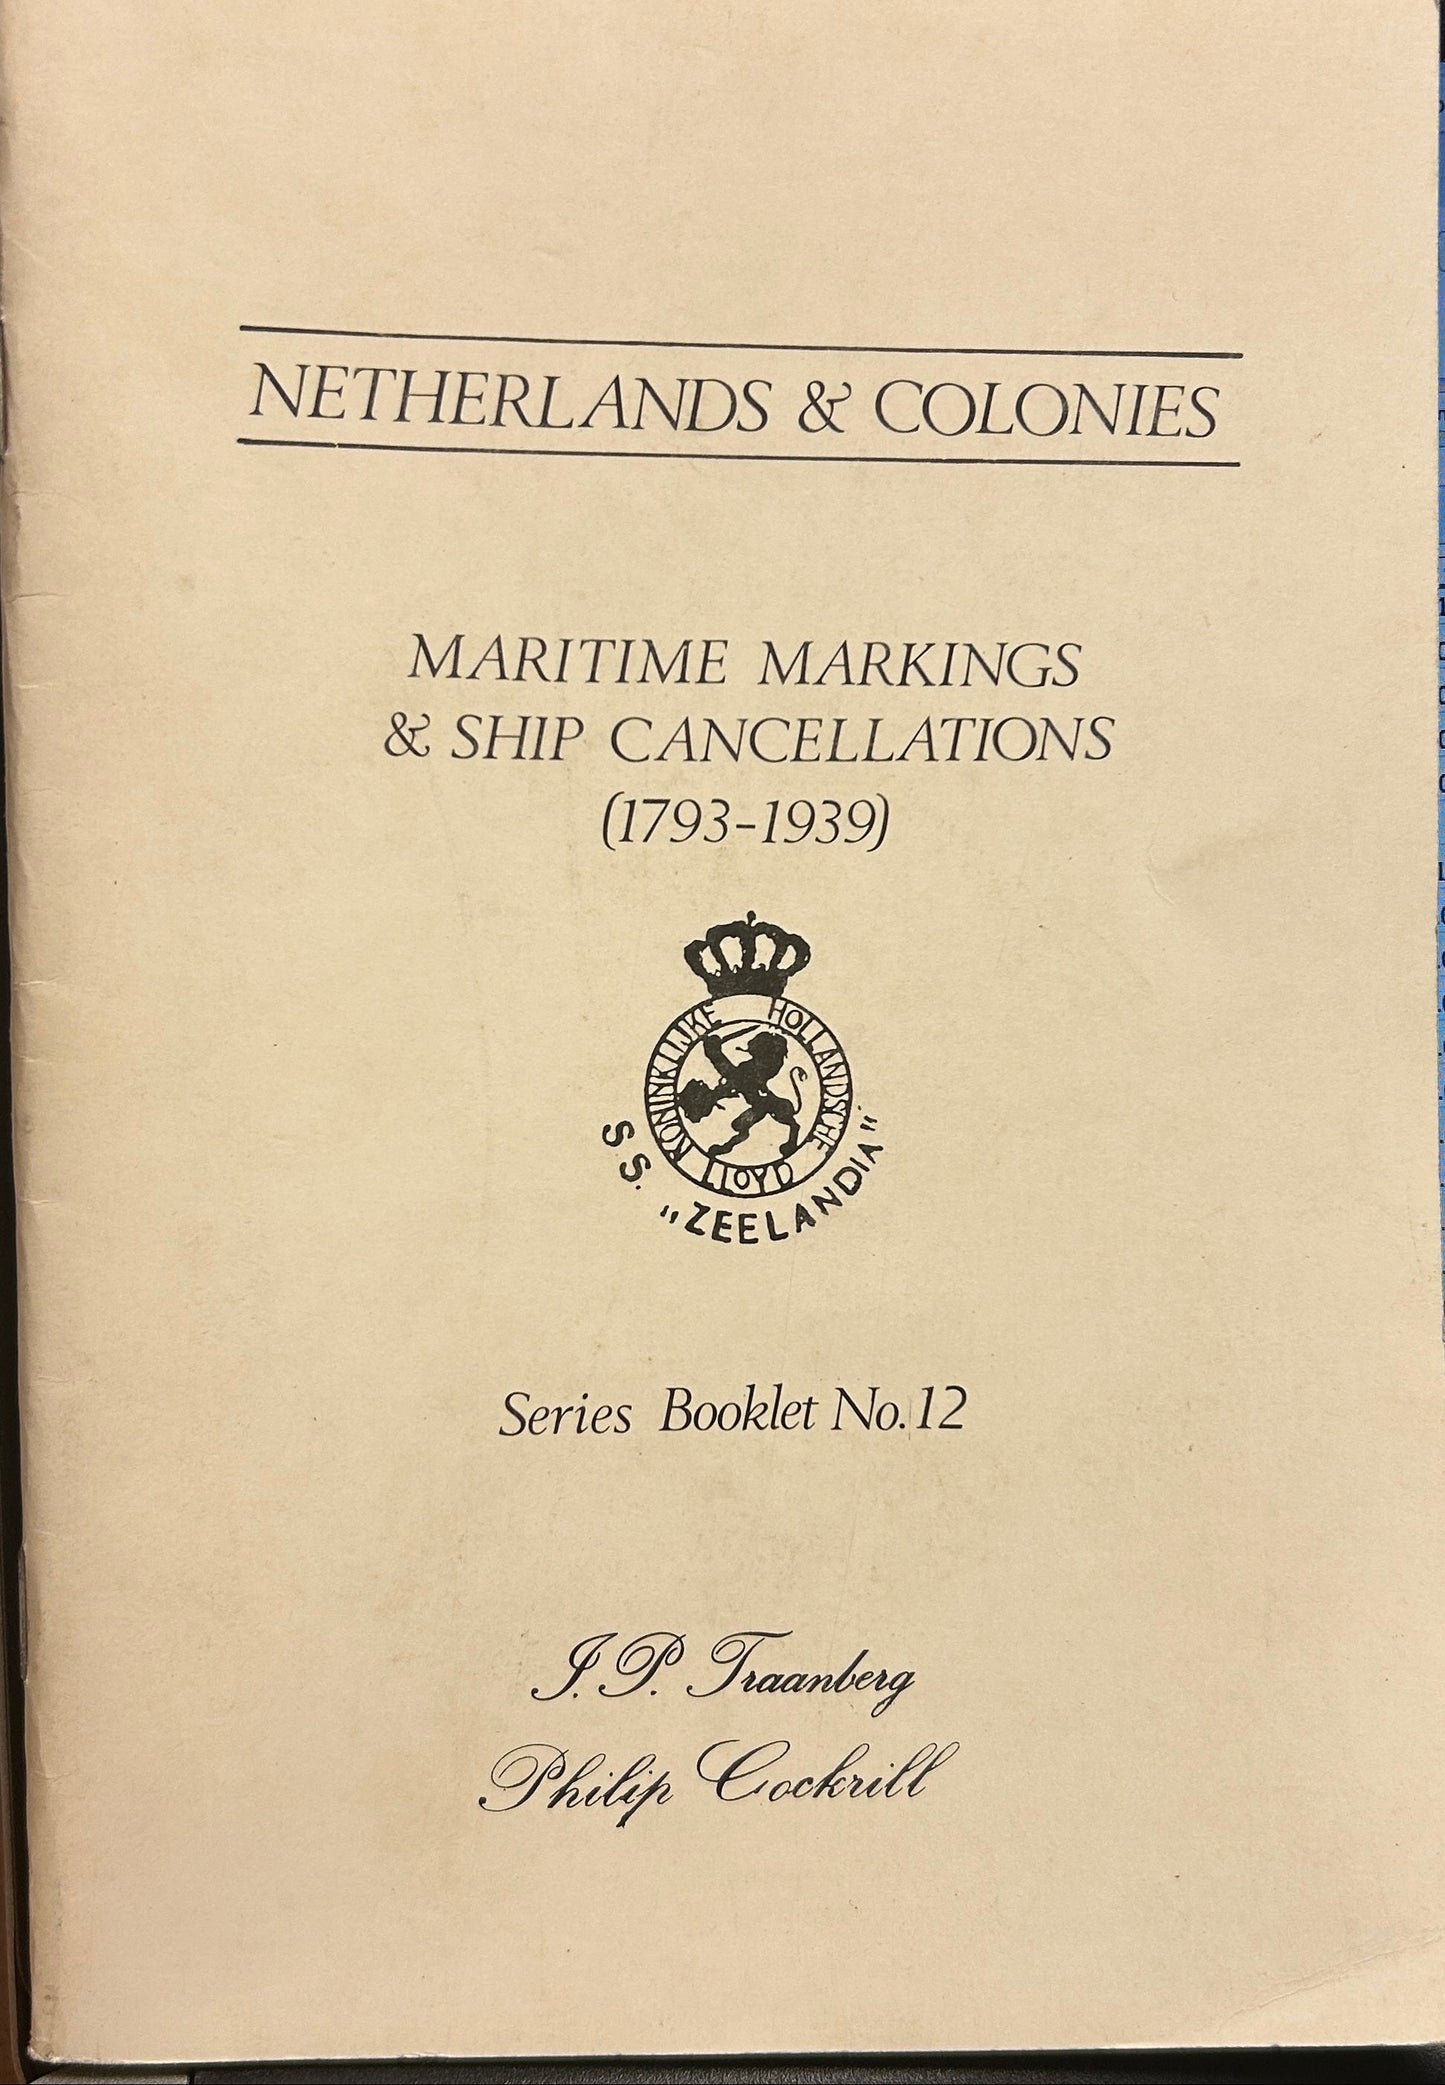 NETHERLANDS & COLONIES
MARITIME MARKINGS
& SHIP CANCELLATIONS
(1793-1939)
KONINKLIJKE HOLLANDSCHE LLOYD
S.S. "ZEELANDIA"
Series Booklet No. 12
J. P. Traanberg
Philip Cockrill